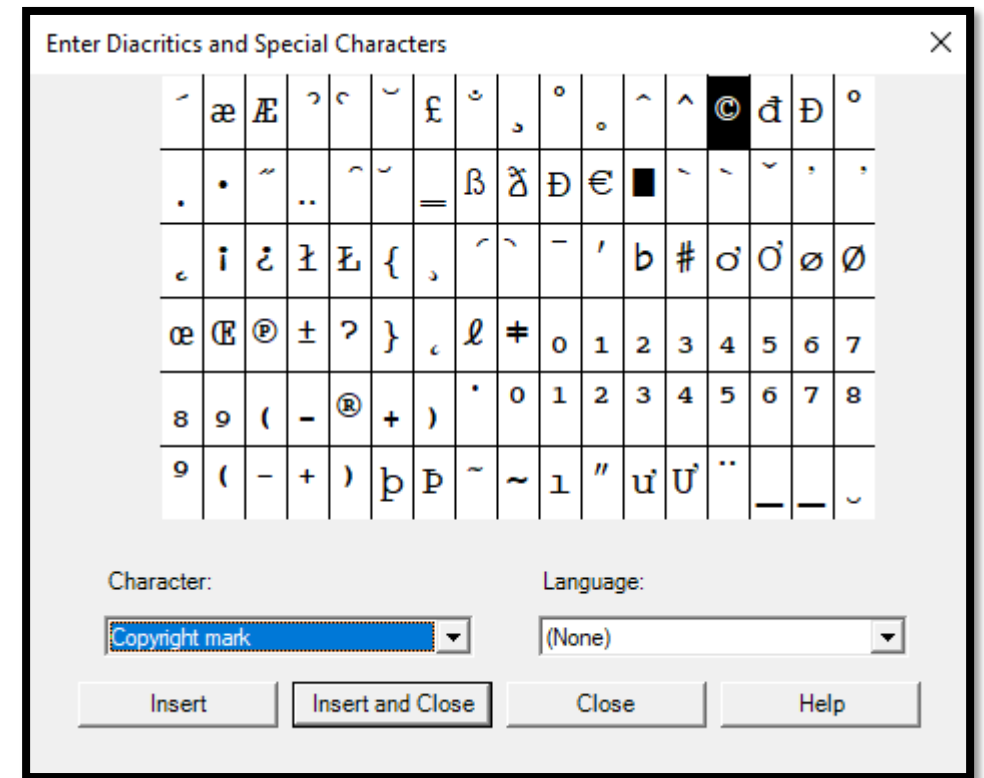 Enter Diacritics and Special Characters
´ æ Æ ̉ ʿ ˘ £ ̐ ¸ ° ̥ ^ ^ © đ Đ °
. • ˝ ̤ ̑ ˘ ‗ ß ð Đ € ■ ` ` ˇ ̓ ̕
˛ ¡ ¿ ł Ł { ̦ ͡ ¯ ′ ♭ # ơ Ơ ø Ø
œ Œ ℗ ± ? } ̨ ℓ ǂ ₀ ₁ ₂ ₃ ₄ ₅ ₆ ₇
₈ ₉ ₍ ₋ ® ₊ ₎ ˙ ⁰ ¹ ² ³ ⁴ ⁵ ⁶ ⁷ ⁸
⁹ ⁽ ⁻ ⁺ ⁾ þ Þ ˜ ~ ı ″ ư Ư ¨ _ _ ̮
Character:
Language:
Copyright mark
(None)
Insert
Insert and Close
Close
Help